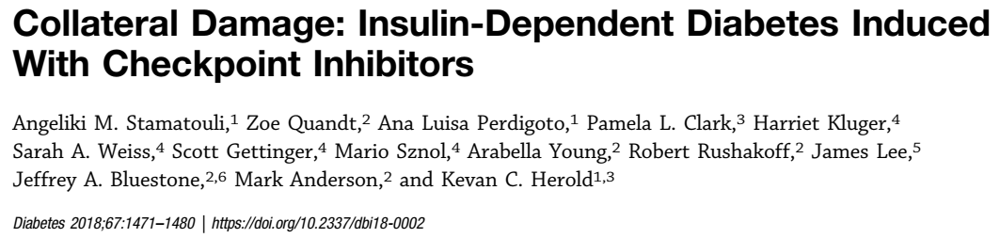 Collateral Damage: Insulin-Dependent Diabetes Induced
With Checkpoint Inhibitors
Angeliki M. Stamatouli,1 Zoe Quandt,2 Ana Luisa Perdigoto,1 Pamela L. Clark,3 Harriet Kluger,4
Sarah A. Weiss,4 Scott Gettinger,4 Mario Sznol,4 Arabella Young,2 Robert Rushakoff,2 James Lee,5
Jeffrey A. Bluestone,2,6 Mark Anderson,2 and Kevan C. Herold1,3
Diabetes 2018;67:1471–1480 | https://doi.org/10.2337/dbi18-0002